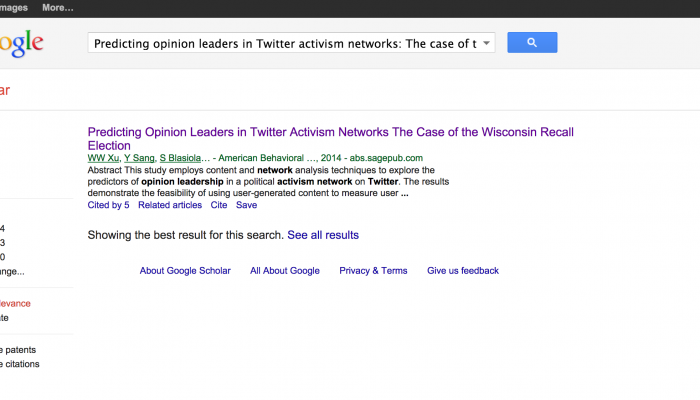 mages More…
ogle
Predicting opinion leaders in Twitter activism networks: The case of t
ar
Predicting Opinion Leaders in Twitter Activism Networks The Case of the Wisconsin Recall
Election
WW Xu, Y Sang, S Blasiola… - American Behavioral …, 2014 - abs.sagepub.com
Abstract This study employs content and network analysis techniques to explore the
predictors of opinion leadership in a political activism network on Twitter. The results
demonstrate the feasibility of using user-generated content to measure user ...
Cited by 5 Related articles Cite Save
4
Showing the best result for this search. See all results
3
0
nge...
About Google Scholar All About Google Privacy & Terms Give us feedback
levance
te
e patents
e citations